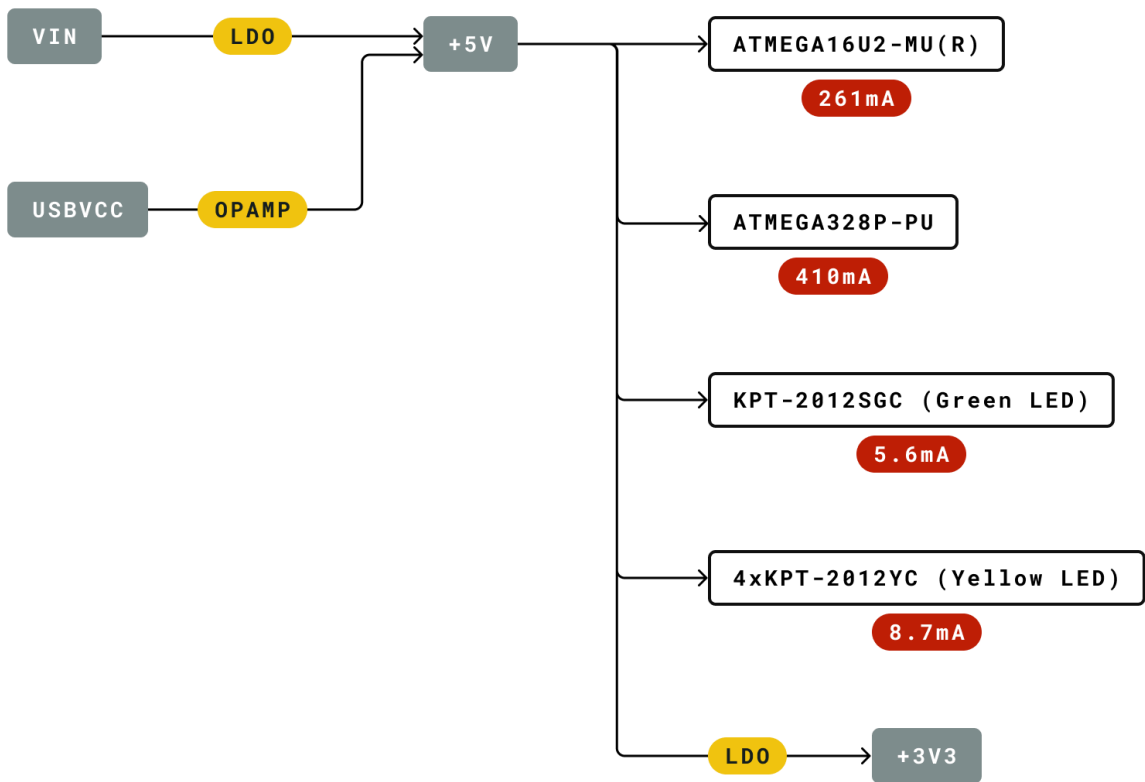 VIN
LDO
+5V
ATMEGA16U2-MU(R)
261mA
USBVCC
OPAMP
ATMEGA328P-PU
410mA
KPT-2012SGC (Green LED)
5.6mA
4xKPT-2012YC (Yellow LED)
8.7mA
LDO
+3V3